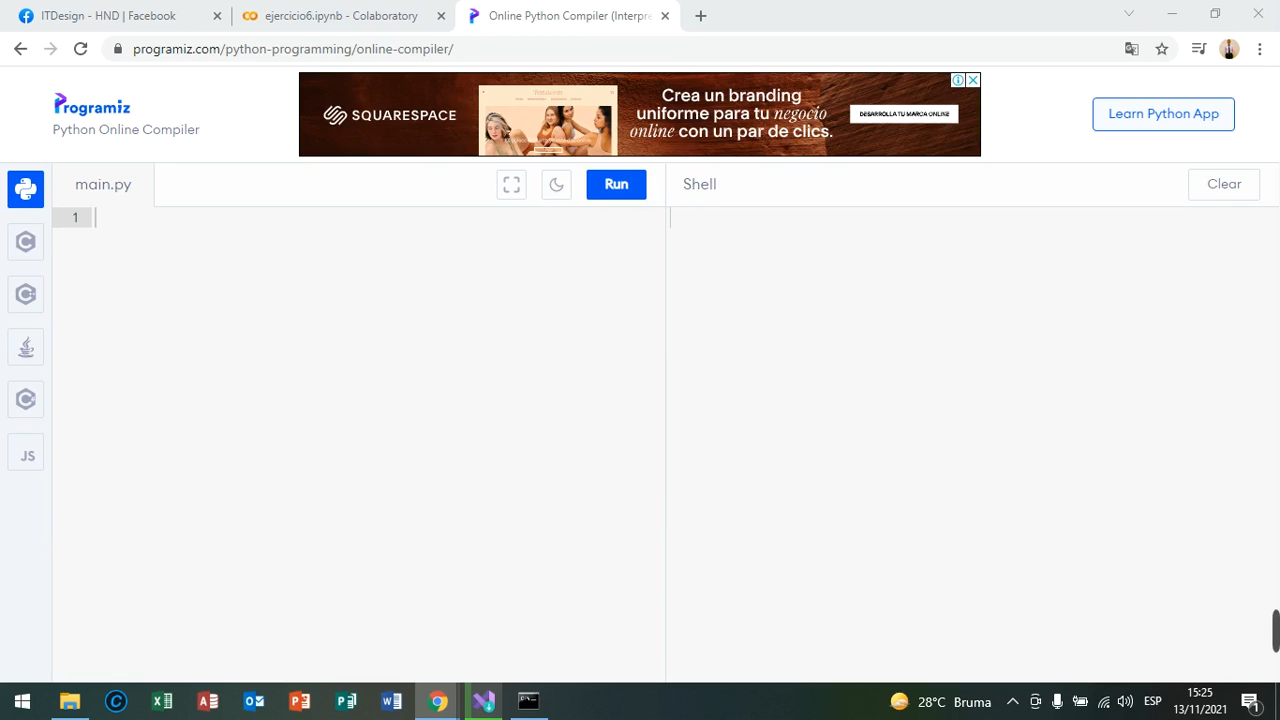 ITDesign - HND | Facebook
ejercicio6.ipynb - Colaboratory
Online Python Compiler (Interpre
programiz.com/python-programming/online-compiler/
Programiz
Python Online Compiler
SQUARESPACE
Crea un branding
uniforme para tu negocio
online con un par de clics.
DESARROLLA TU MARCA ONLINE
Learn Python App
main.py
Run
Shell
Clear
1
JS
28°C Bruma
ESP
15:25
13/11/2021
1